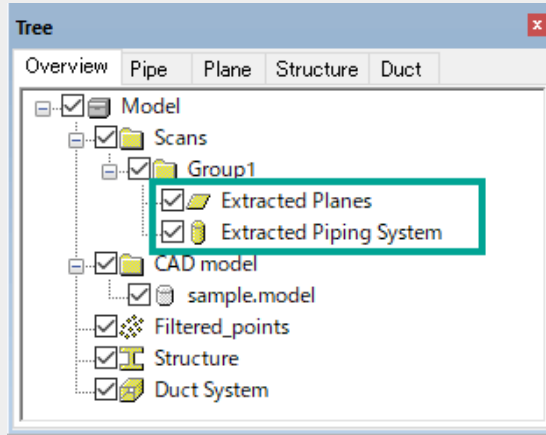 Tree
Overview Pipe Plane Structure Duct
Model
Scans
Group1
Extracted Planes
Extracted Piping System
CAD model
sample.model
Filtered_points
Structure
Duct System